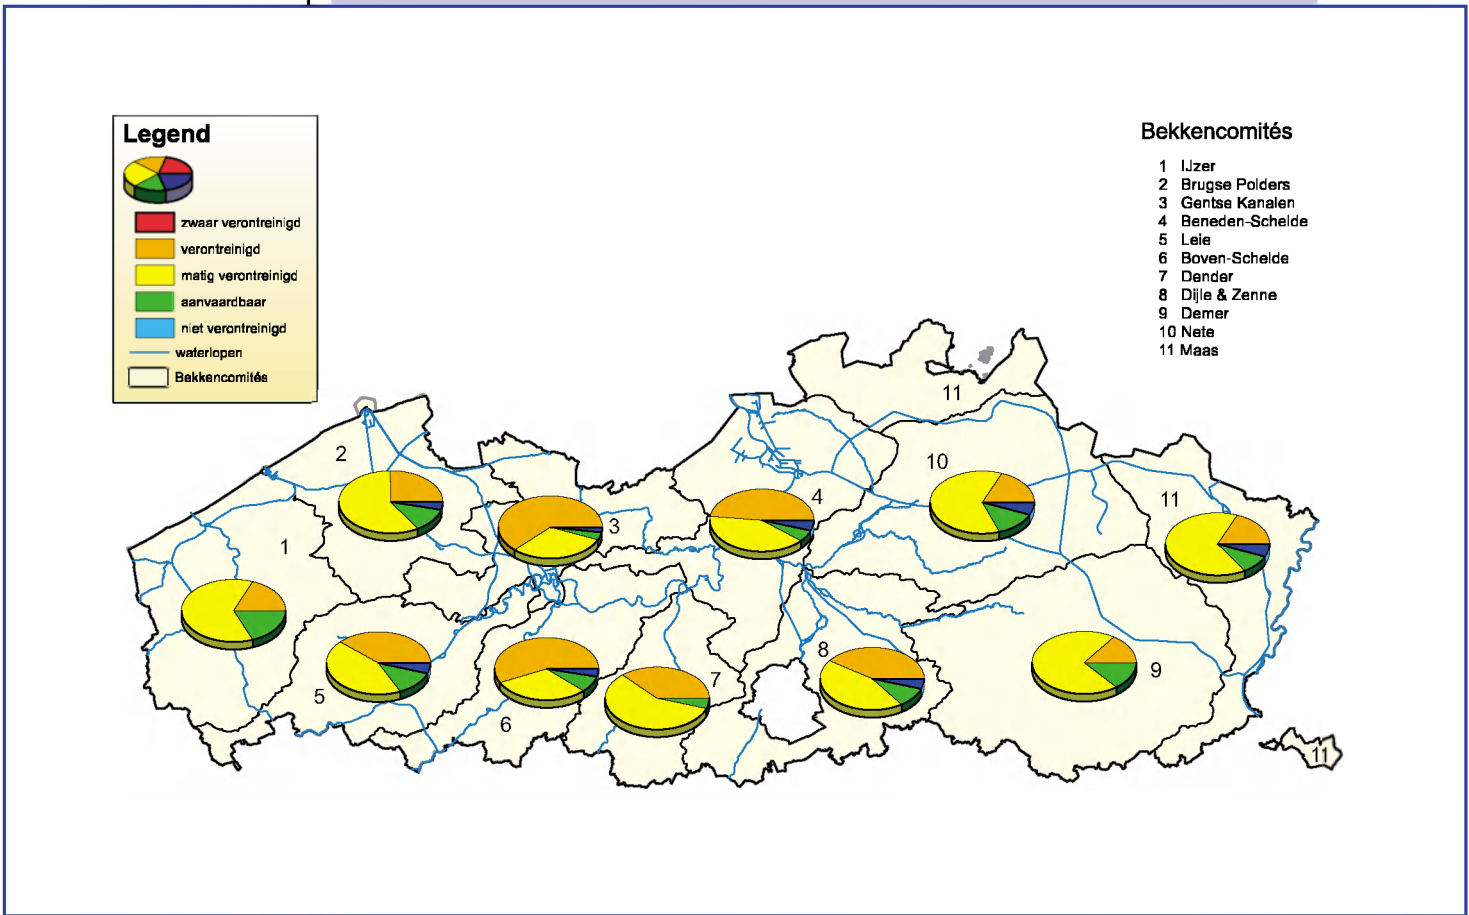 Legend
zwaar verontreinigd
verontreinigd
matig verontreinigd
aanvaardbaar
niet verontreinigd
waterlopen
Bekkencomités
Bekkencomités
1 IJzer
2 Brugse Polders
3 Gentse Kanalen
4 Beneden-Schelde
5 Leie
6 Boven-Schelde
7 Dender
8 Dijle & Zenne
9 Demer
10 Nete
11 Maas
11
2
10
4
11
3
1
8
9
7
5
6
11